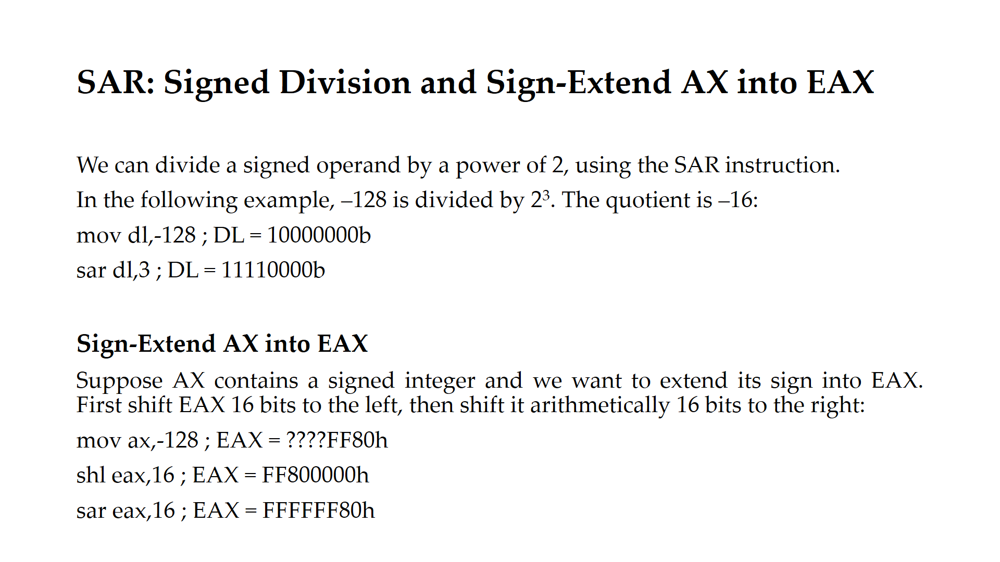 SAR: Signed Division and Sign-Extend AX into EAX
We can divide a signed operand by a power of 2, using the SAR instruction.
In the following example, –128 is divided by 2³. The quotient is –16:
mov dl,-128 ; DL = 10000000b
sar dl,3 ; DL = 11110000b
Sign-Extend AX into EAX
Suppose AX contains a signed integer and we want to extend its sign into EAX.
First shift EAX 16 bits to the left, then shift it arithmetically 16 bits to the right:
mov ax,-128 ; EAX = ????FF80h
shl eax,16 ; EAX = FF800000h
sar eax,16 ; EAX = FFFFFF80h